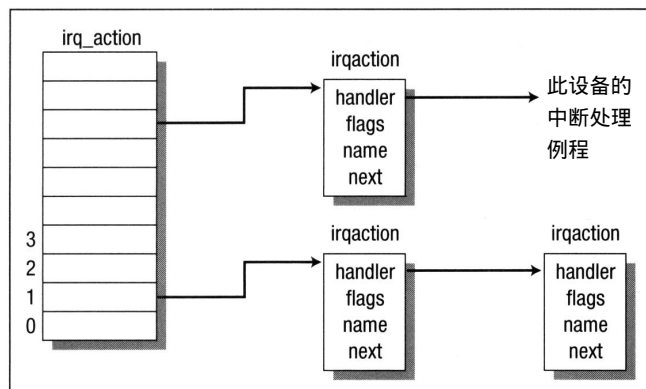 irq_action
irqaction
handler
flags
name
next
此设备的
中断处理
例程
3
2
1
0
irqaction
handler
flags
name
next
irqaction
handler
flags
name
next